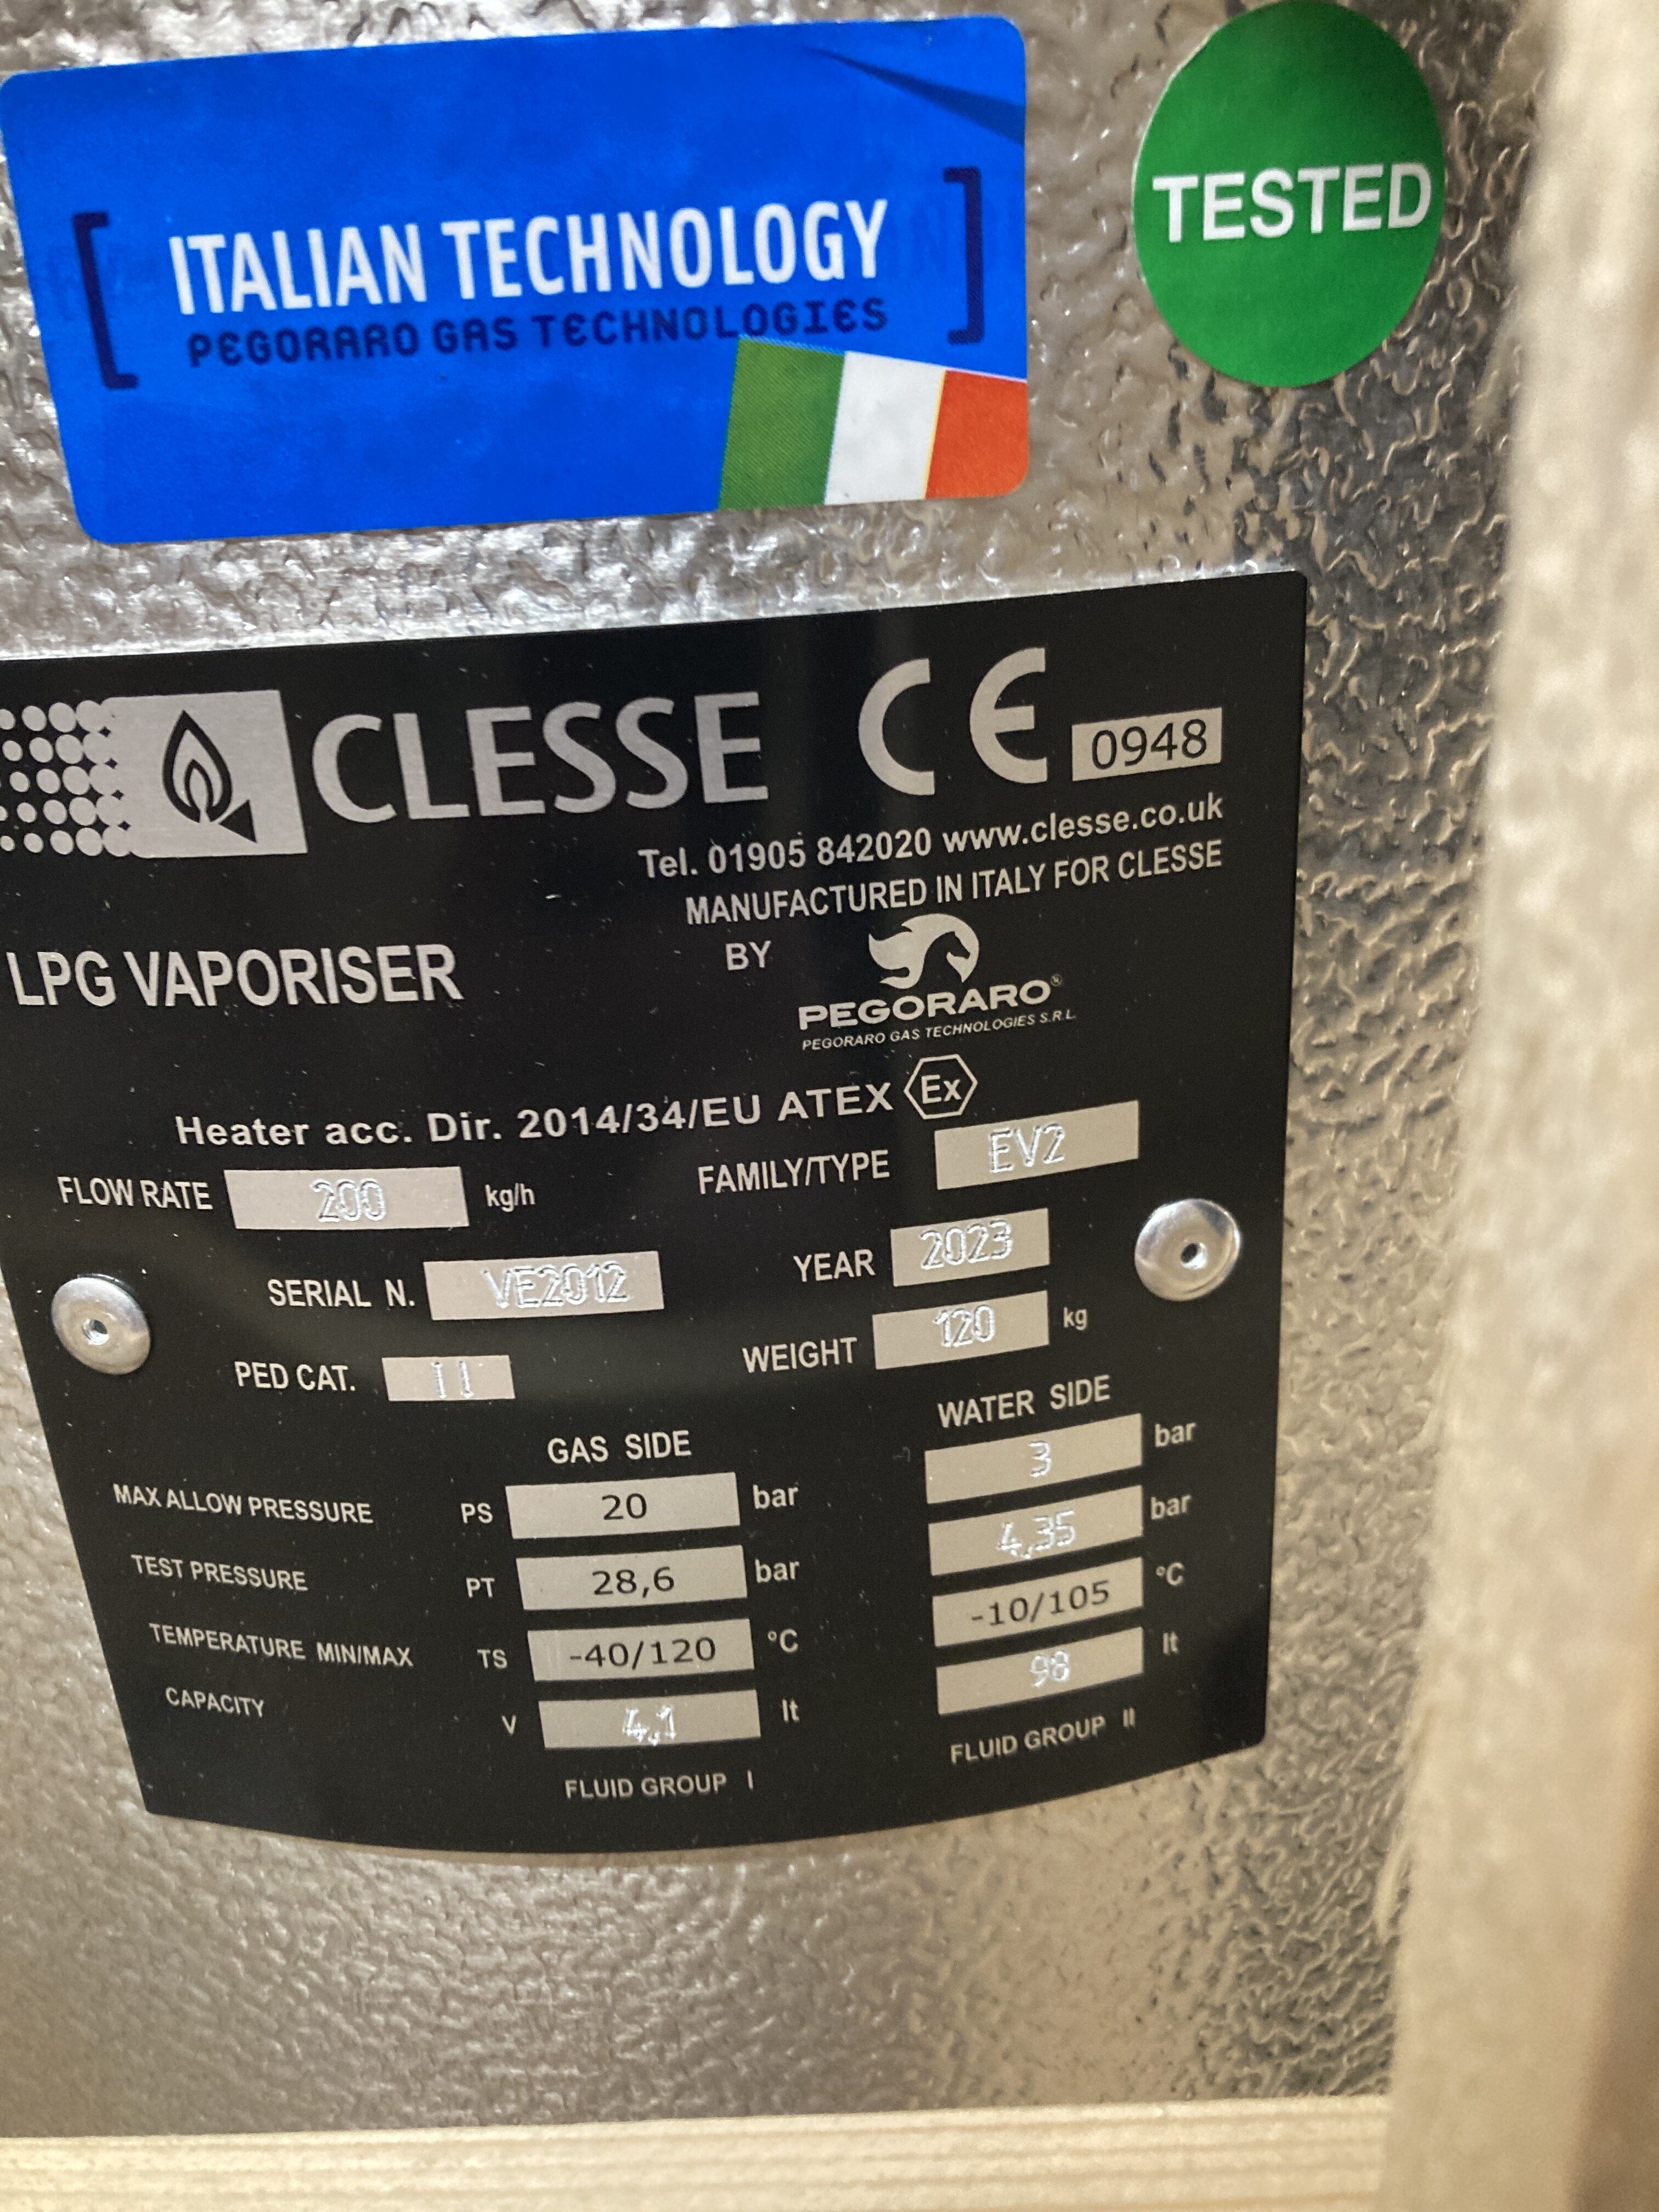 ITALIAN TECHNOLOGY
PEGORARO GAS TECHNOLOGIES
TESTED
CLESSE CE 0948
Tel. 01905 842020 www.clesse.co.uk
MANUFACTURED IN ITALY FOR CLESSE
LPG VAPORISER
BY
PEGORARO®
PEGORARO GAS TECHNOLOGIES S.R.L.
Heater acc. Dir. 2014/34/EU ATEX Ex
FLOW RATE 200 kg/h FAMILY/TYPE EV2
SERIAL N. VE2012 YEAR 2023
PED CAT. II WEIGHT 120 kg
GAS SIDE WATER SIDE
MAX ALLOW PRESSURE PS 20 bar 3 bar
TEST PRESSURE PT 28,6 bar 4,35 bar
TEMPERATURE MIN/MAX TS -40/120 °C -10/105 °C
CAPACITY V 4,1 lt 98 lt
FLUID GROUP I FLUID GROUP II